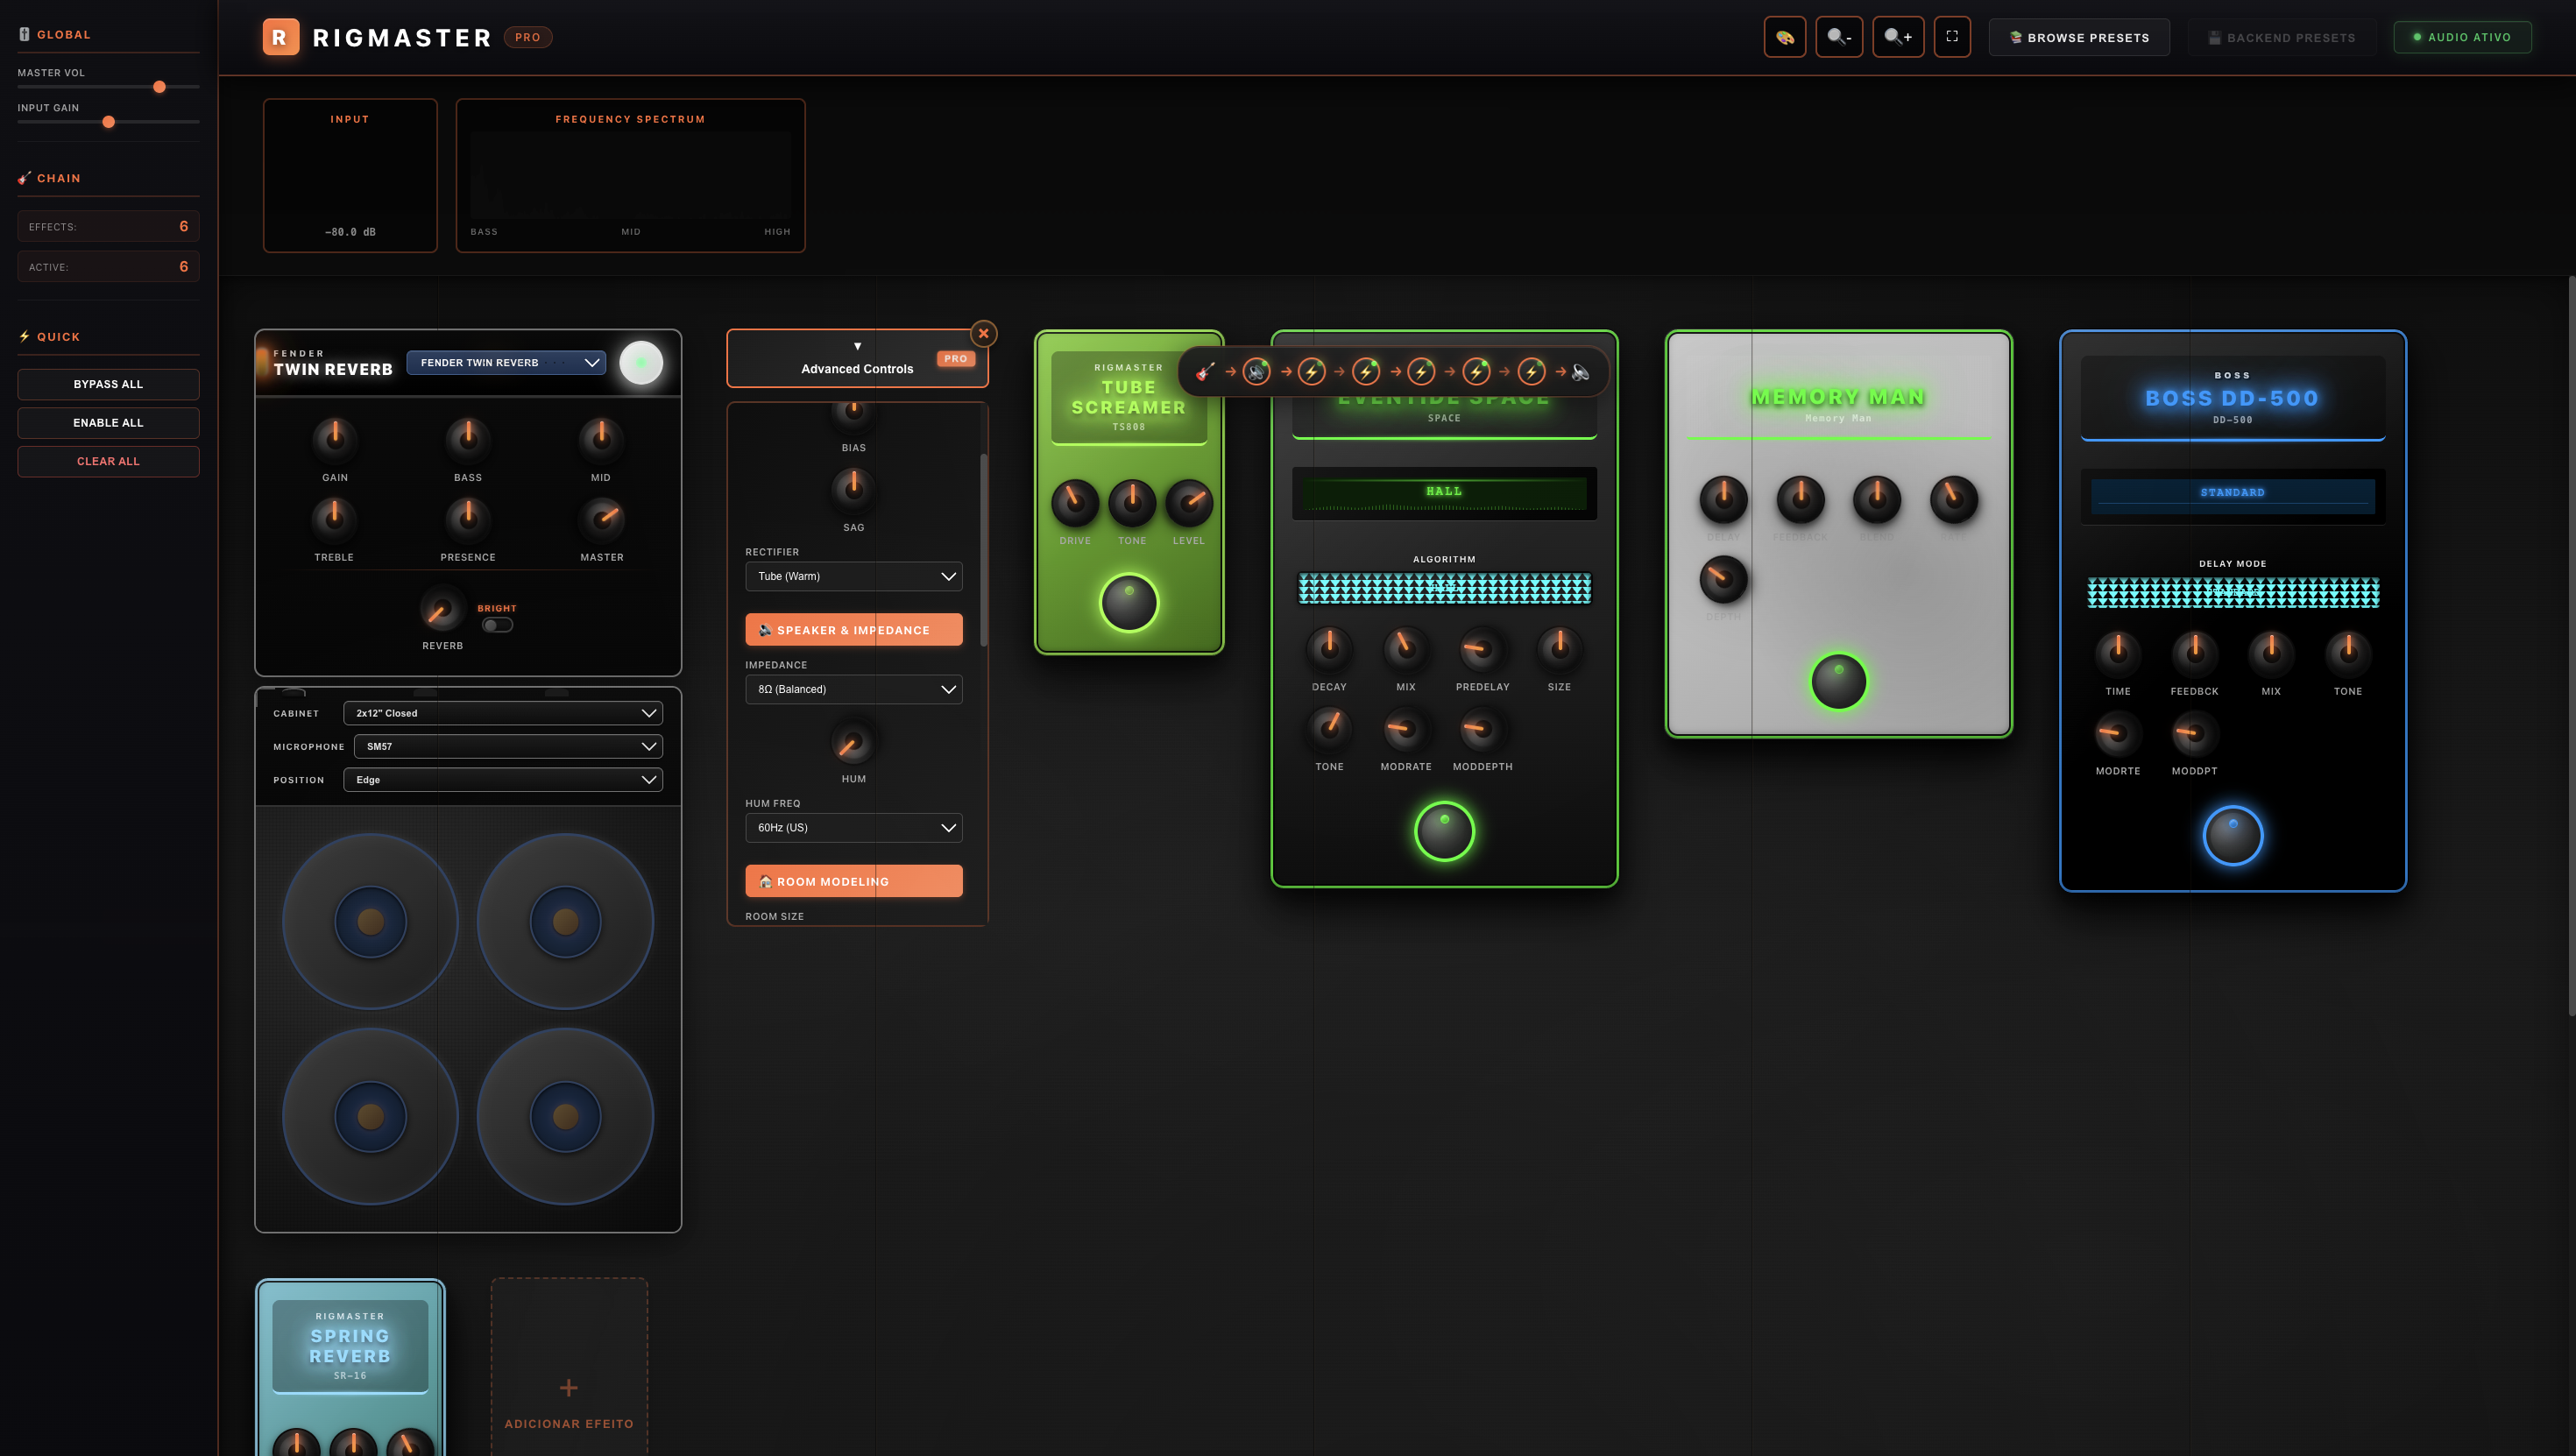 GLOBAL
MASTER VOL
INPUT GAIN
CHAIN
EFFECTS: 6
ACTIVE: 6
QUICK
BYPASS ALL
ENABLE ALL
CLEAR ALL
R RIGMASTER PRO
- + BROWSE PRESETS BACKEND PRESETS AUDIO ATIVO
INPUT
-80.0 dB
FREQUENCY SPECTRUM
BASS MID HIGH
FENDER
TWIN REVERB
FENDER TWIN REVERB
GAIN BASS MID
TREBLE PRESENCE MASTER
REVERB
BRIGHT
CABINET 2x12" Closed
MICROPHONE SM57
POSITION Edge
▼
Advanced Controls
PRO
BIAS
SAG
RECTIFIER
Tube (Warm)
SPEAKER & IMPEDANCE
IMPEDANCE
8Ω (Balanced)
HUM
HUM FREQ
60Hz (US)
ROOM MODELING
ROOM SIZE
RIGMASTER
TUBE
SCREAMER
TS808
DRIVE TONE LEVEL
EVENTIDE SPACE
SPACE
HALL
ALGORITHM
DECAY MIX PREDELAY SIZE
TONE MODRATE MODDEPTH
MEMORY MAN
Memory Man
DELAY FEEDBACK BLEND
DEPTH
BOSS
BOSS DD-500
DD-500
STANDARD
DELAY MODE
STANDARD
TIME FEEDBCK MIX TONE
MODRTE MODDPT
RIGMASTER
SPRING
REVERB
SR-16
+
ADICIONAR EFEITO